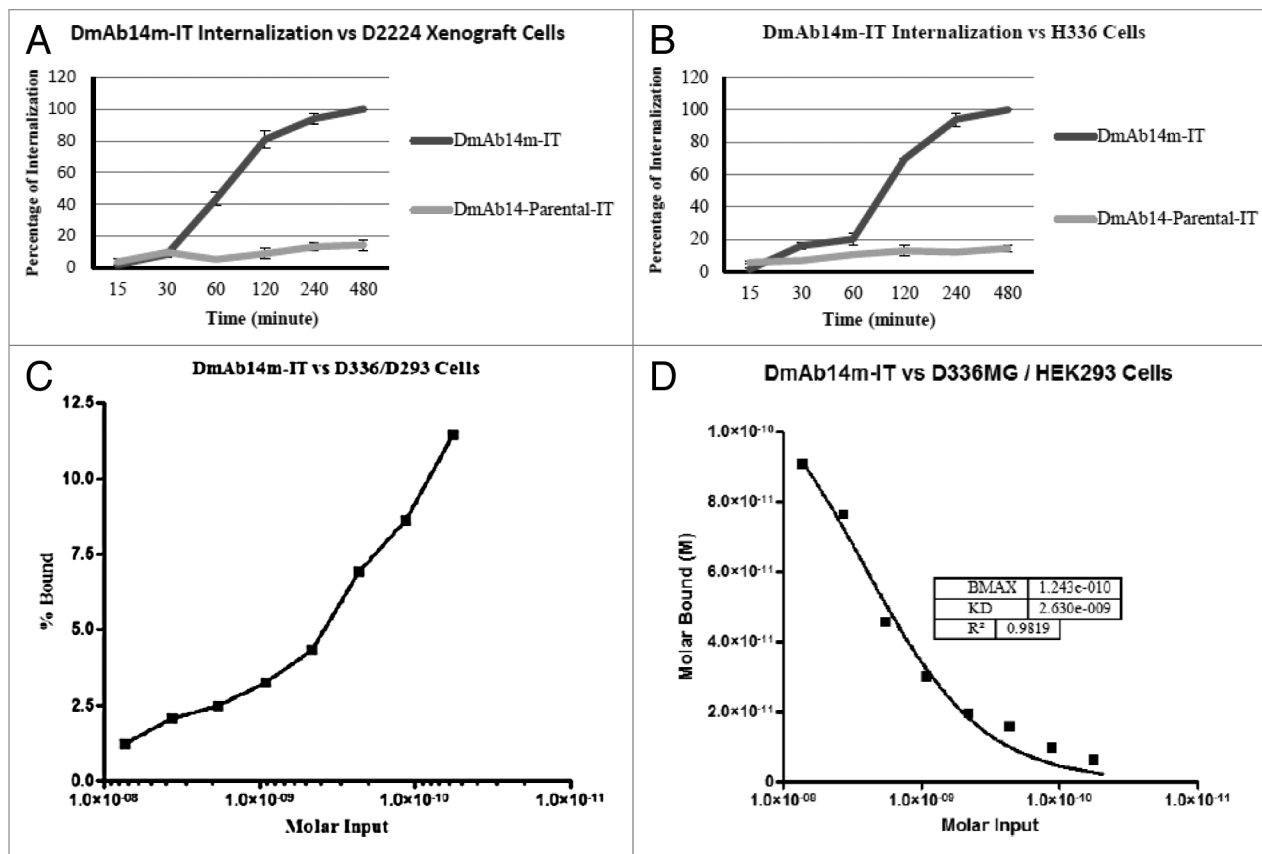 A
DmAb14m-IT Internalization vs D2224 Xenograft Cells
Percentage of Internalization
120
100
80
60
40
20
0
15 30 60 120 240 480
Time (minute)
DmAb14m-IT
DmAb14-Parental-IT
B
DmAb14m-IT Internalization vs H336 Cells
Percentage of Internalization
120
100
80
60
40
20
0
15 30 60 120 240 480
Time (minute)
DmAb14m-IT
DmAb14-Parental-IT
C
DmAb14m-IT vs D336/D293 Cells
% Bound
12.5
10.0
7.5
5.0
2.5
0.0
1.0×10⁻⁰⁸ 1.0×10⁻⁰⁹ 1.0×10⁻¹⁰ 1.0×10⁻¹¹
Molar Input
D
DmAb14m-IT vs D336MG / HEK293 Cells
Molar Bound (M)
1.0×10⁻¹⁰
8.0×10⁻¹¹
6.0×10⁻¹¹
4.0×10⁻¹¹
2.0×10⁻¹¹
0
BMAX 1.243e-010
KD 2.630e-009
R² 0.9819
1.0×10⁻⁰⁸ 1.0×10⁻⁰⁹ 1.0×10⁻¹⁰ 1.0×10⁻¹¹
Molar Input